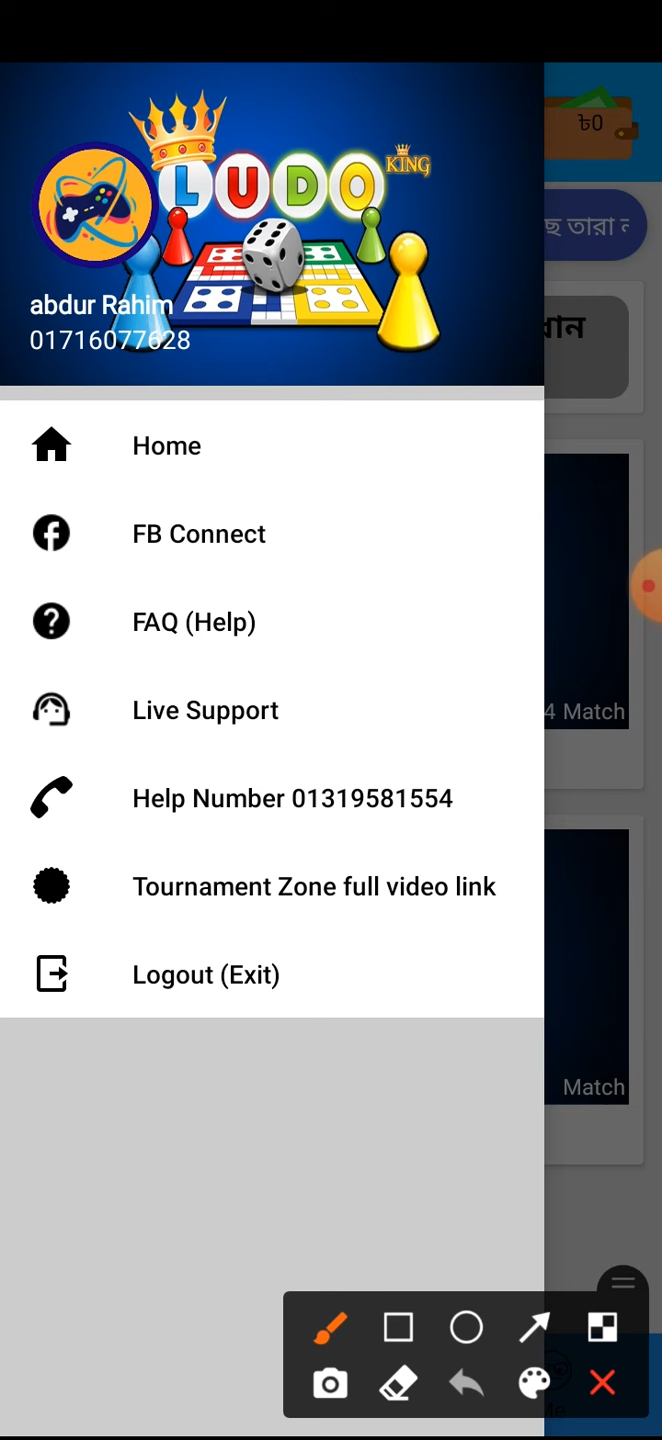 LUDO
KING
৳0
abdur Rahim
01716077628
Home
FB Connect
FAQ (Help)
Live Support
4 Match
Help Number 01319581554
Tournament Zone full video link
Logout (Exit)
Match